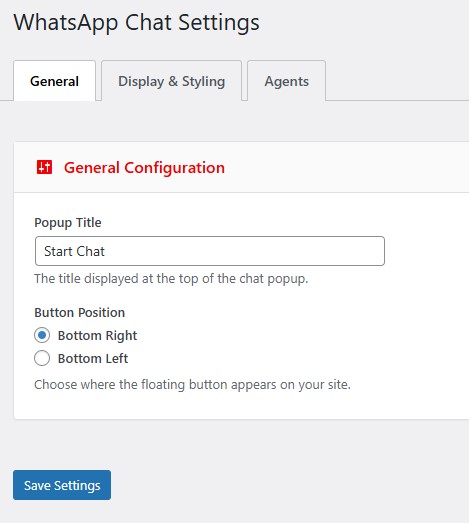 WhatsApp Chat Settings
General
Display & Styling
Agents
General Configuration
Popup Title
Start Chat
The title displayed at the top of the chat popup.
Button Position
Bottom Right
Bottom Left
Choose where the floating button appears on your site.
Save Settings